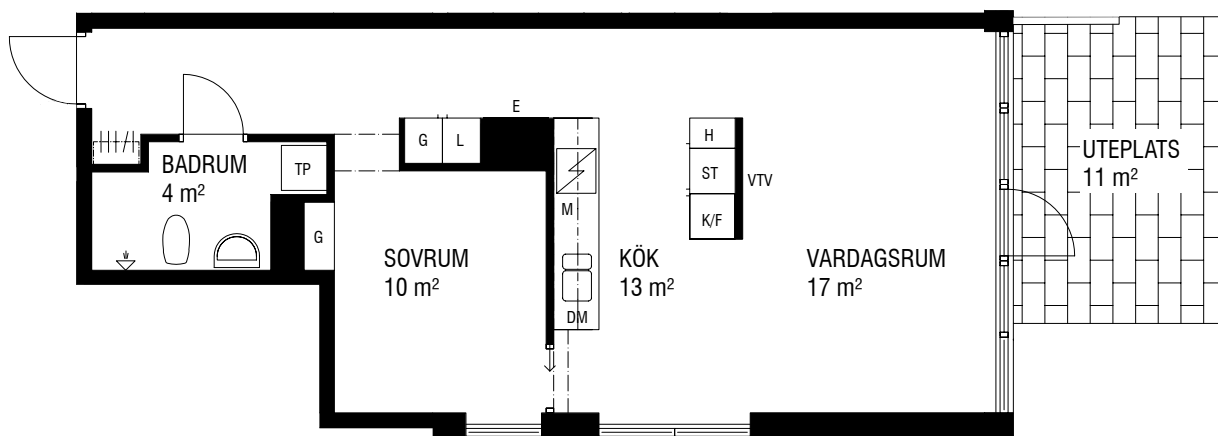 E
G
L
H
BADRUM
4 m²
TP
ST
VTV
UTEPLATS
11 m²
M
K/F
G
SOVRUM
10 m²
KÖK
13 m²
VARDAGSRUM
17 m²
DM